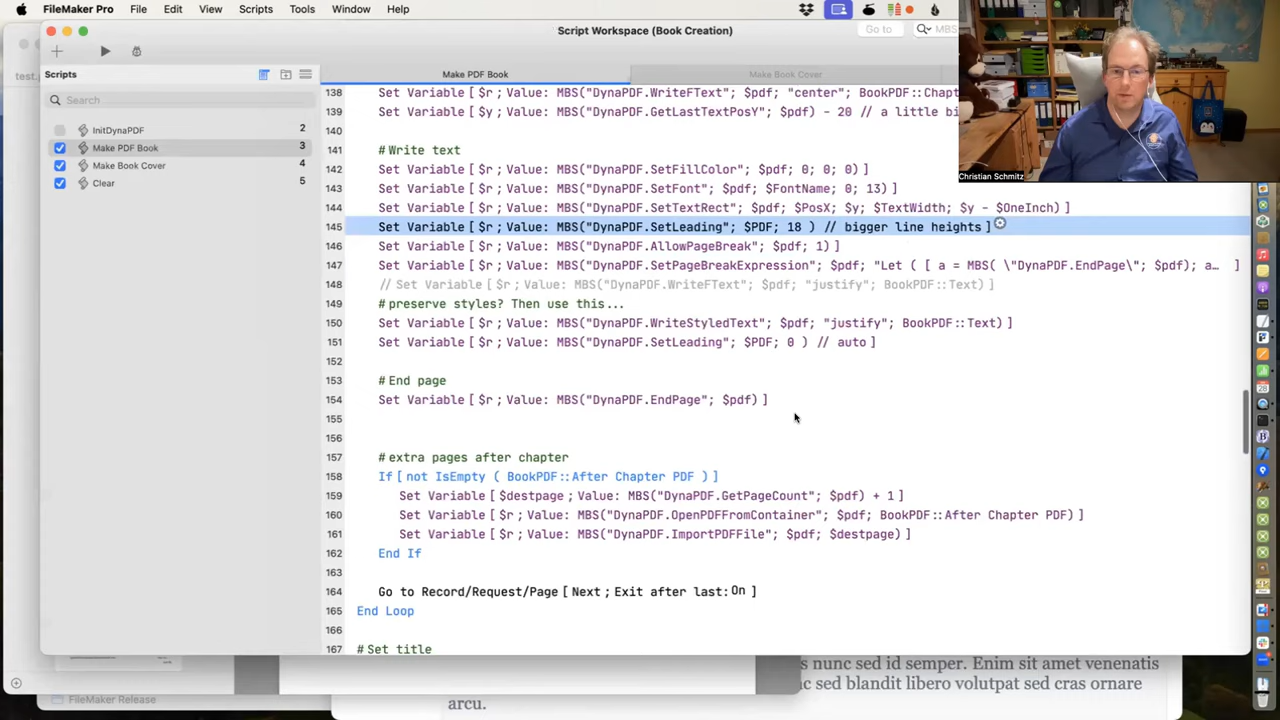 FileMaker Pro File Edit View Scripts Tools Window Help
Script Workspace (Book Creation)
Go to
MBS
Scripts
Make PDF Book
Make Book Cover
Search
InitDynaPDF 2
Make PDF Book 3
Make Book Cover 4
Clear 5
138 Set Variable [ $r ; Value: MBS("DynaPDF.WriteFText"; $pdf; "center"; BookPDF::Chapt
139 Set Variable [ $y ; Value: MBS("DynaPDF.GetLastTextPosY"; $pdf) - 20 // a little bi
140
141 # Write text
142 Set Variable [ $r ; Value: MBS("DynaPDF.SetFillColor"; $pdf; 0; 0; 0) ]
143 Set Variable [ $r ; Value: MBS("DynaPDF.SetFont"; $pdf; $FontName; 0; 13) ]
144 Set Variable [ $r ; Value: MBS("DynaPDF.SetTextRect"; $pdf; $PosX; $y; $TextWidth; $y - $OneInch) ]
145 Set Variable [ $r ; Value: MBS("DynaPDF.SetLeading"; $PDF; 18 ) // bigger line heights ]
146 Set Variable [ $r ; Value: MBS("DynaPDF.AllowPageBreak"; $pdf; 1) ]
147 Set Variable [ $r ; Value: MBS("DynaPDF.SetPageBreakExpression"; $pdf; "Let ( [ a = MBS( \"DynaPDF.EndPage\"; $pdf); a… ]
148 // Set Variable [ $r ; Value: MBS("DynaPDF.WriteFText"; $pdf; "justify"; BookPDF::Text) ]
149 # preserve styles? Then use this...
150 Set Variable [ $r ; Value: MBS("DynaPDF.WriteStyledText"; $pdf; "justify"; BookPDF::Text) ]
151 Set Variable [ $r ; Value: MBS("DynaPDF.SetLeading"; $PDF; 0 ) // auto ]
152
153 # End page
154 Set Variable [ $r ; Value: MBS("DynaPDF.EndPage"; $pdf) ]
155
156
157 # extra pages after chapter
158 If [ not IsEmpty ( BookPDF::After Chapter PDF ) ]
159 Set Variable [ $destpage ; Value: MBS("DynaPDF.GetPageCount"; $pdf) + 1 ]
160 Set Variable [ $r ; Value: MBS("DynaPDF.OpenPDFFromContainer"; $pdf; BookPDF::After Chapter PDF) ]
161 Set Variable [ $r ; Value: MBS("DynaPDF.ImportPDFFile"; $pdf; $destpage) ]
162 End If
163
164 Go to Record/Request/Page [ Next ; Exit after last: On ]
165 End Loop
166
167 # Set title
Christian Schmitz
FileMaker Release
s nunc sed id semper. Enim sit amet venenatis
c sed blandit libero volutpat sed cras ornare
arcu.